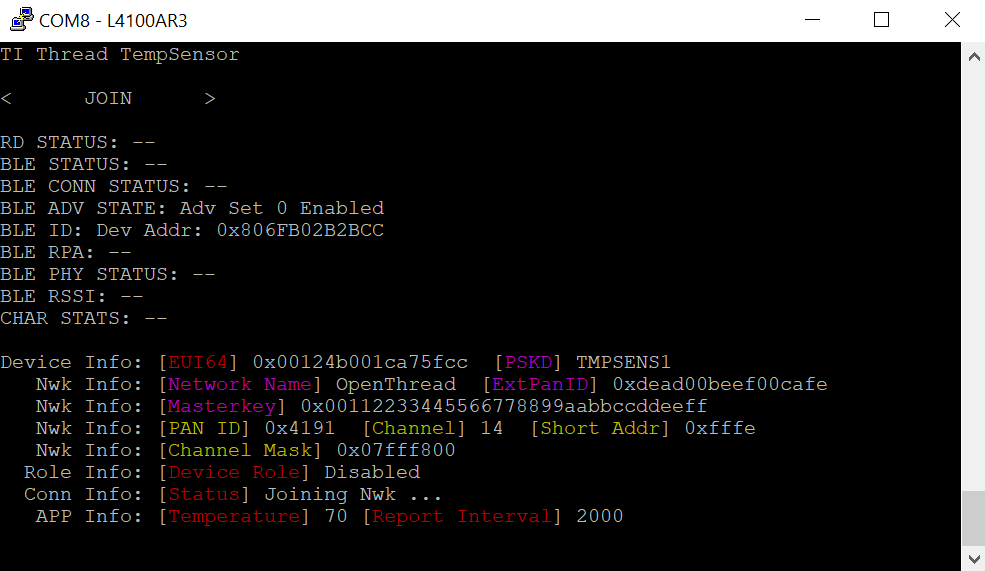 COM8 - L4100AR3
TI Thread TempSensor
< JOIN >
RD STATUS: --
BLE STATUS: --
BLE CONN STATUS: --
BLE ADV STATE: Adv Set 0 Enabled
BLE ID: Dev Addr: 0x806FB02B2BCC
BLE RPA: --
BLE PHY STATUS: --
BLE RSSI: --
CHAR STATS: --
Device Info: [EUI64] 0x00124b001ca75fcc [PSKD] TMPSENS1
Nwk Info: [Network Name] OpenThread [ExtPanID] 0xdead00beef00cafe
Nwk Info: [Masterkey] 0x00112233445566778899aabbccddeeff
Nwk Info: [PAN ID] 0x4191 [Channel] 14 [Short Addr] 0xfffe
Nwk Info: [Channel Mask] 0x07fff800
Role Info: [Device Role] Disabled
Conn Info: [Status] Joining Nwk ...
APP Info: [Temperature] 70 [Report Interval] 2000